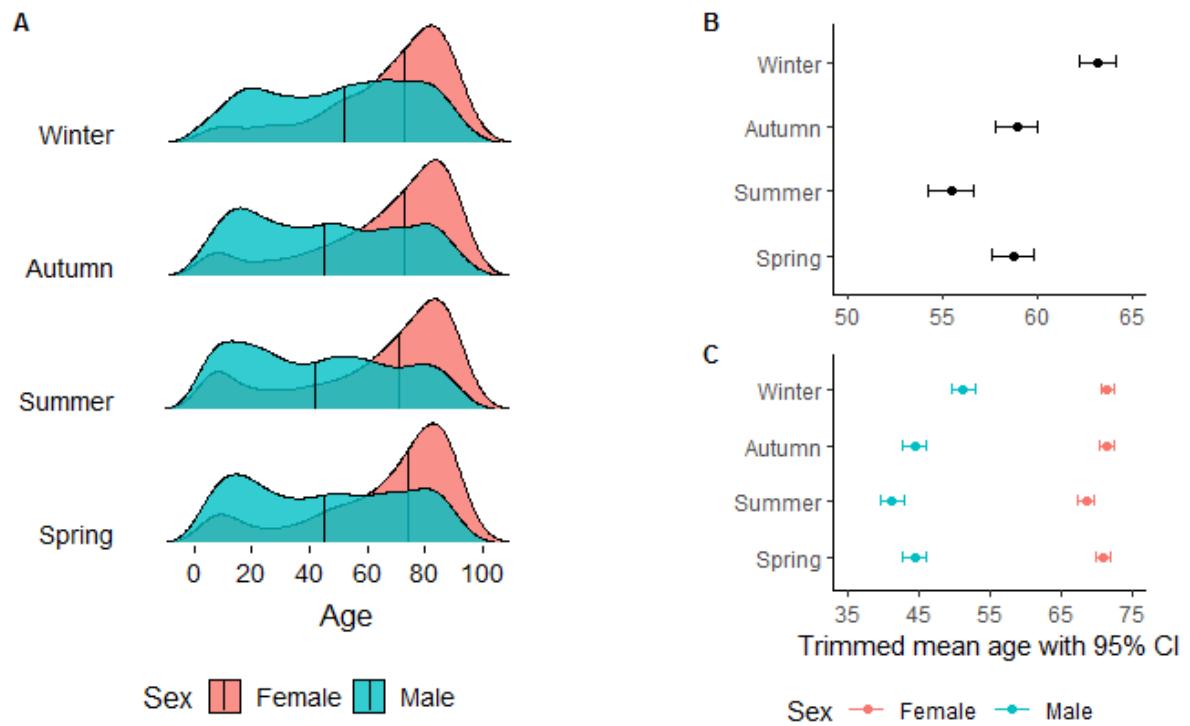 A
Winter
Autumn
Summer
Spring
0 20 40 60 80 100
Age
Sex Female Male
B
Winter
Autumn
Summer
Spring
50 55 60 65
C
Winter
Autumn
Summer
Spring
35 45 55 65 75
Trimmed mean age with 95% CI
Sex Female Male